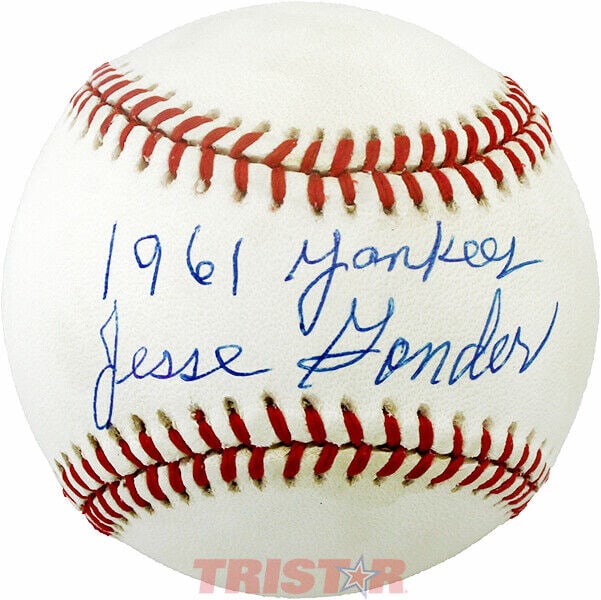 1961 Yankees
Jesse Gonder
TRISTAR